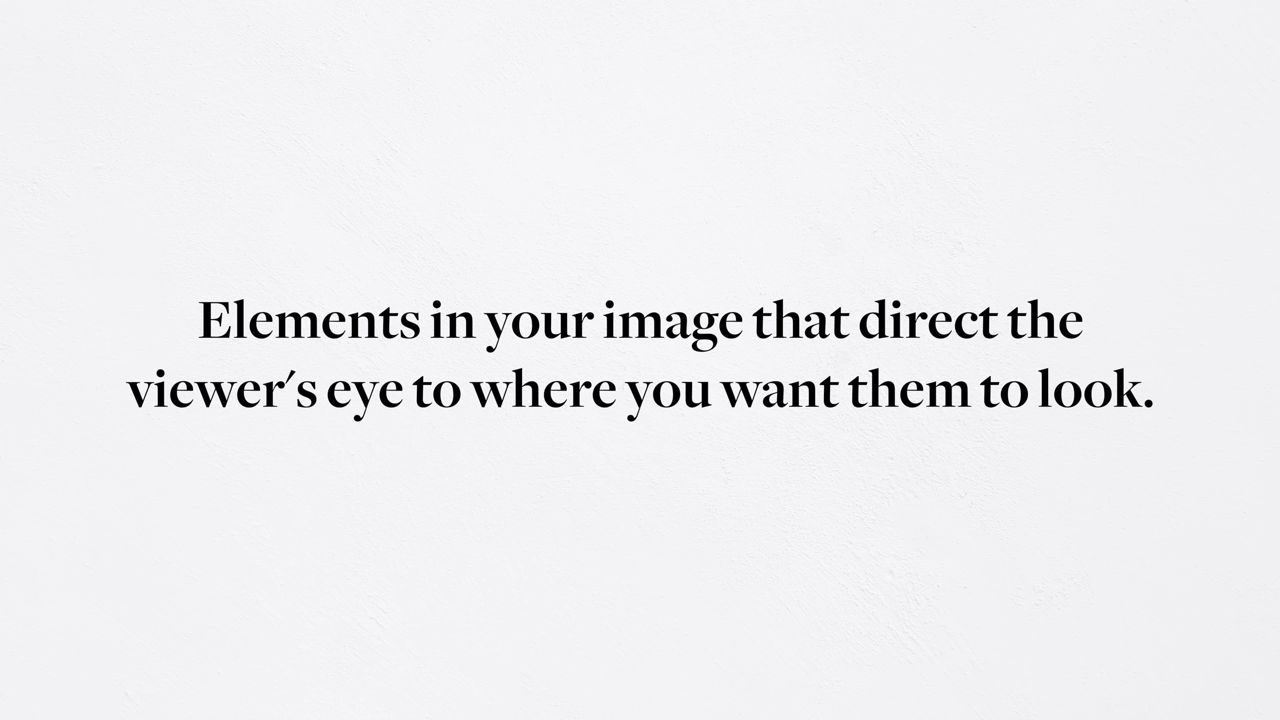 Elements in your image that direct the
viewer's eye to where you want them to look.